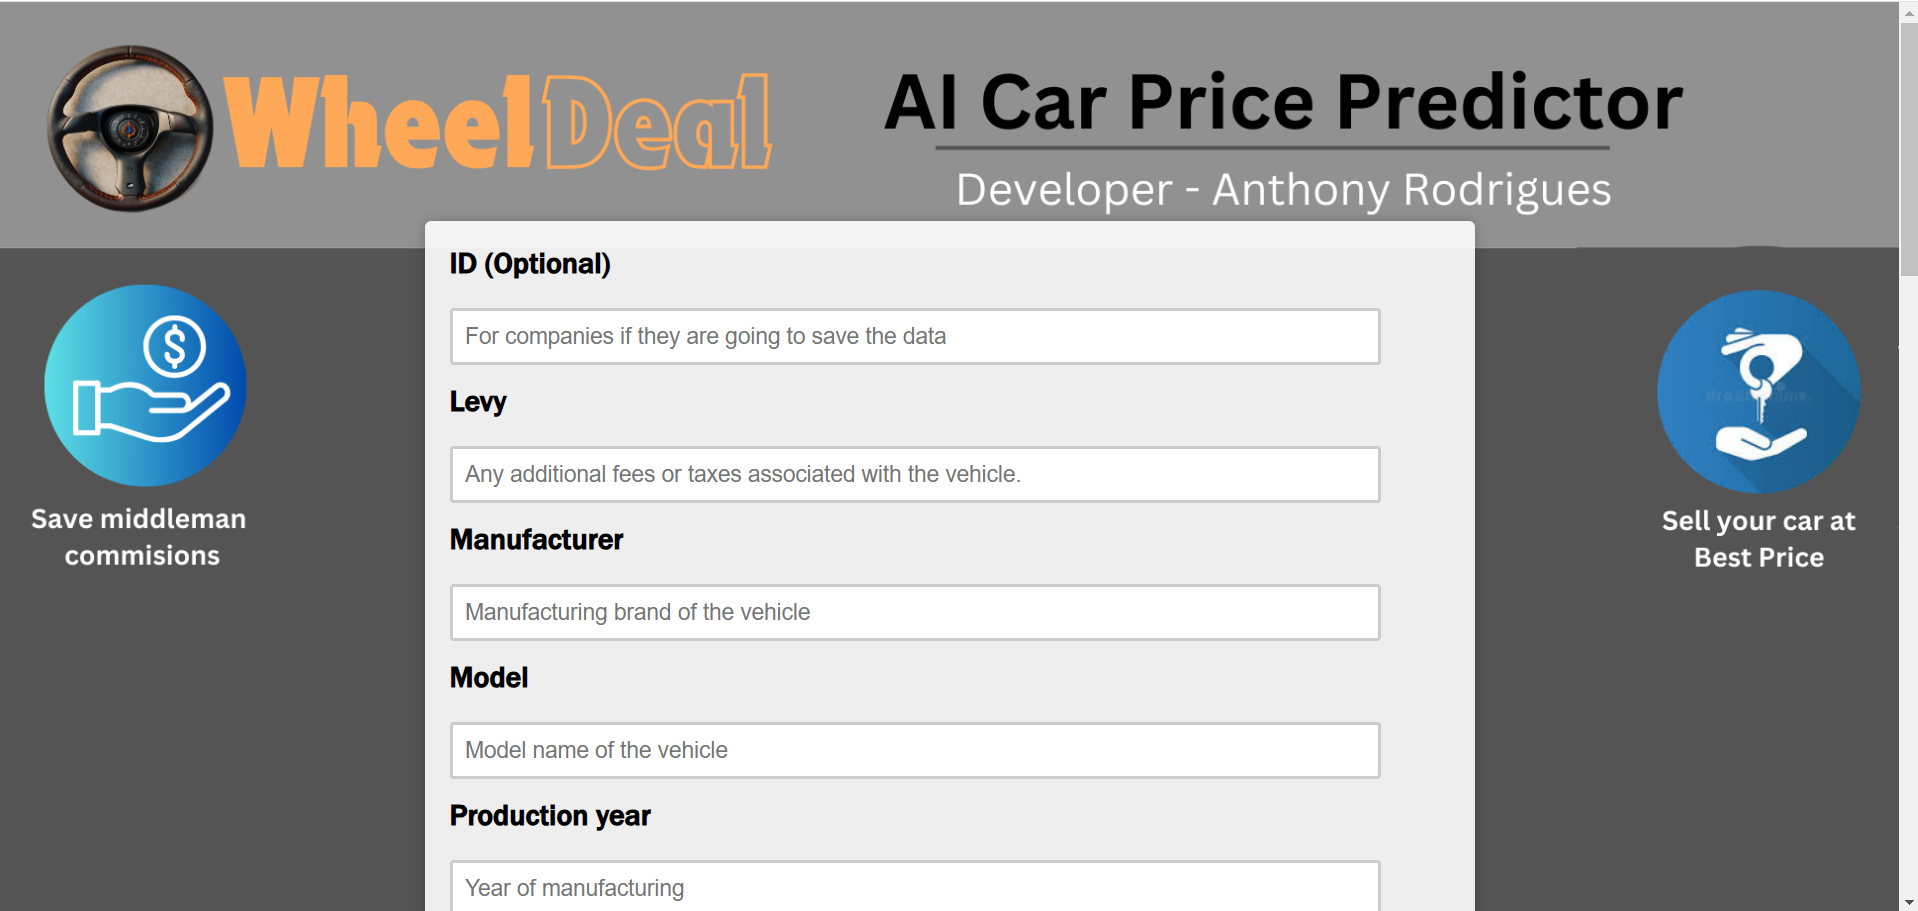 WheelDeal
AI Car Price Predictor
Developer - Anthony Rodrigues
ID (Optional)
For companies if they are going to save the data
Levy
Any additional fees or taxes associated with the vehicle.
Manufacturer
Manufacturing brand of the vehicle
Model
Model name of the vehicle
Production year
Year of manufacturing
$
Save middleman
commisions
Sell your car at
Best Price